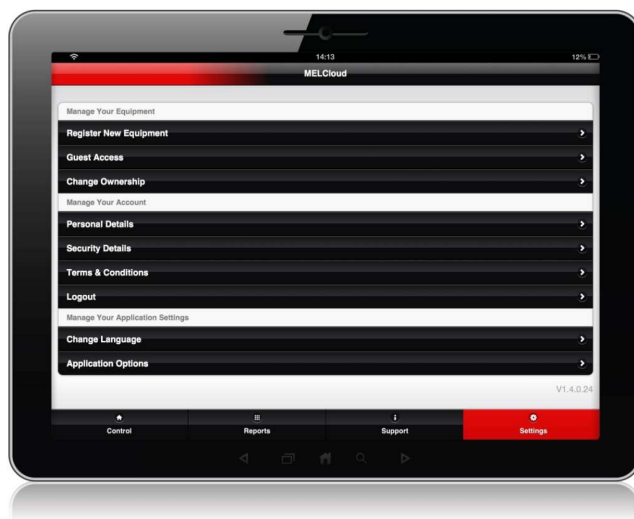 14:13
12%
MELCloud
Manage Your Equipment
Register New Equipment
Guest Access
Change Ownership
Manage Your Account
Personal Details
Security Details
Terms & Conditions
Logout
Manage Your Application Settings
Change Language
Application Options
V1.4.0.24
Control
Reports
Support
Settings